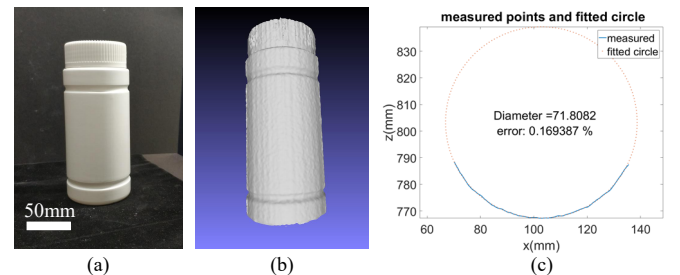 50mm
(a)
(b)
measured points and fitted circle
measured
fitted circle
Diameter =71.8082
error: 0.169387 %
z(mm)
830
820
810
800
790
780
770
60
80
100
120
140
x(mm)
(c)